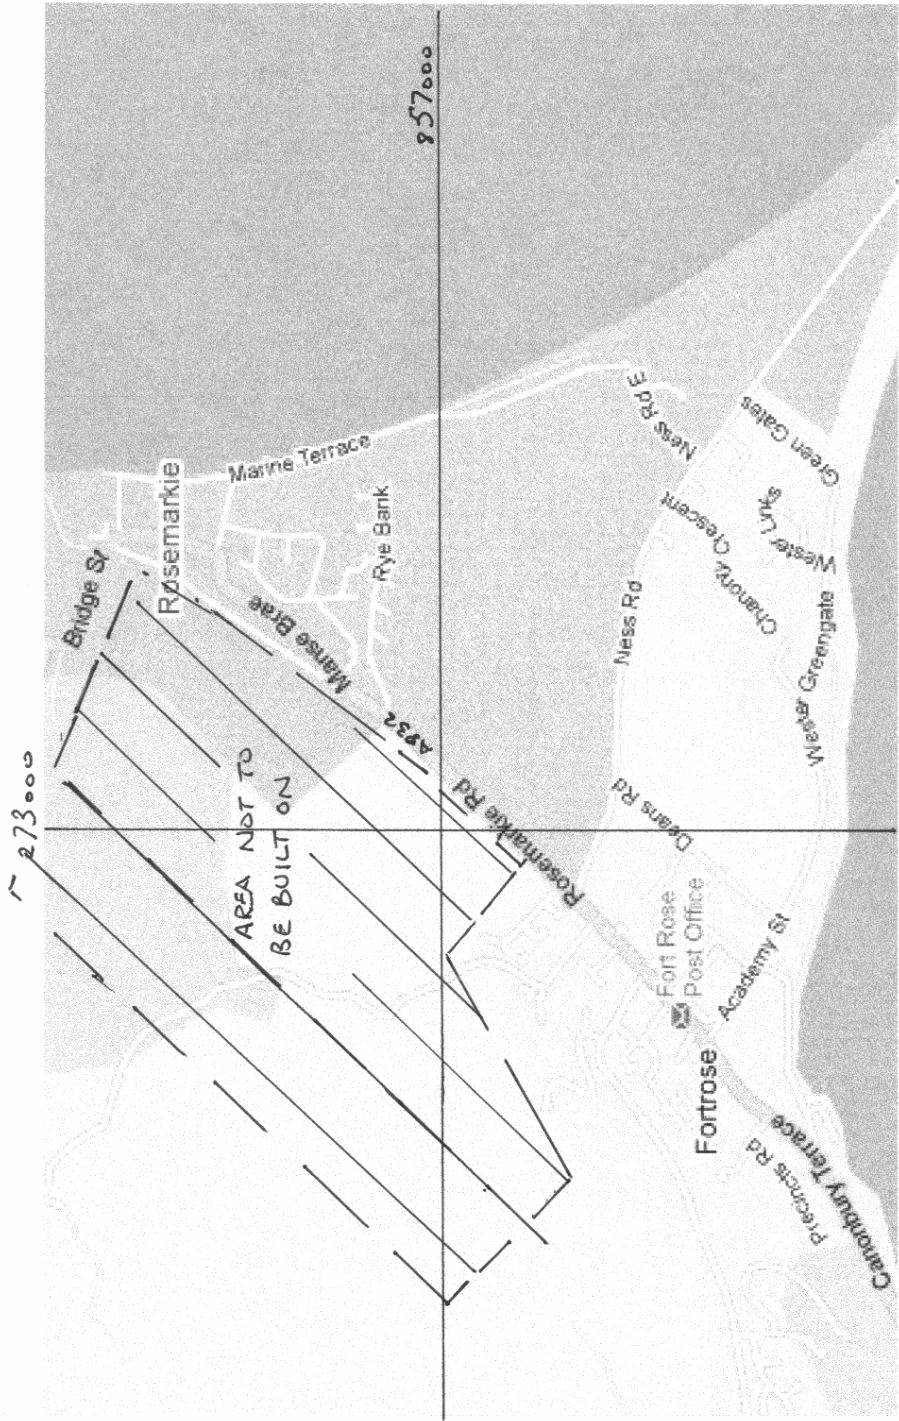 273000
857000
Bridge St
Rosemarkie
Marine Terrace
Manse Brae
Rye Bank
A832
AREA NOT TO
BE BUILT ON
Rosemarkie Rd
Ness Rd E
Ness Rd
Green Gates
Chanonry Crescent
Wester Links
Wester Greengate
Deans Rd
Fort Rose
Post Office
Academy St
Fortrose
Precincts Rd
Canonbury Terrace